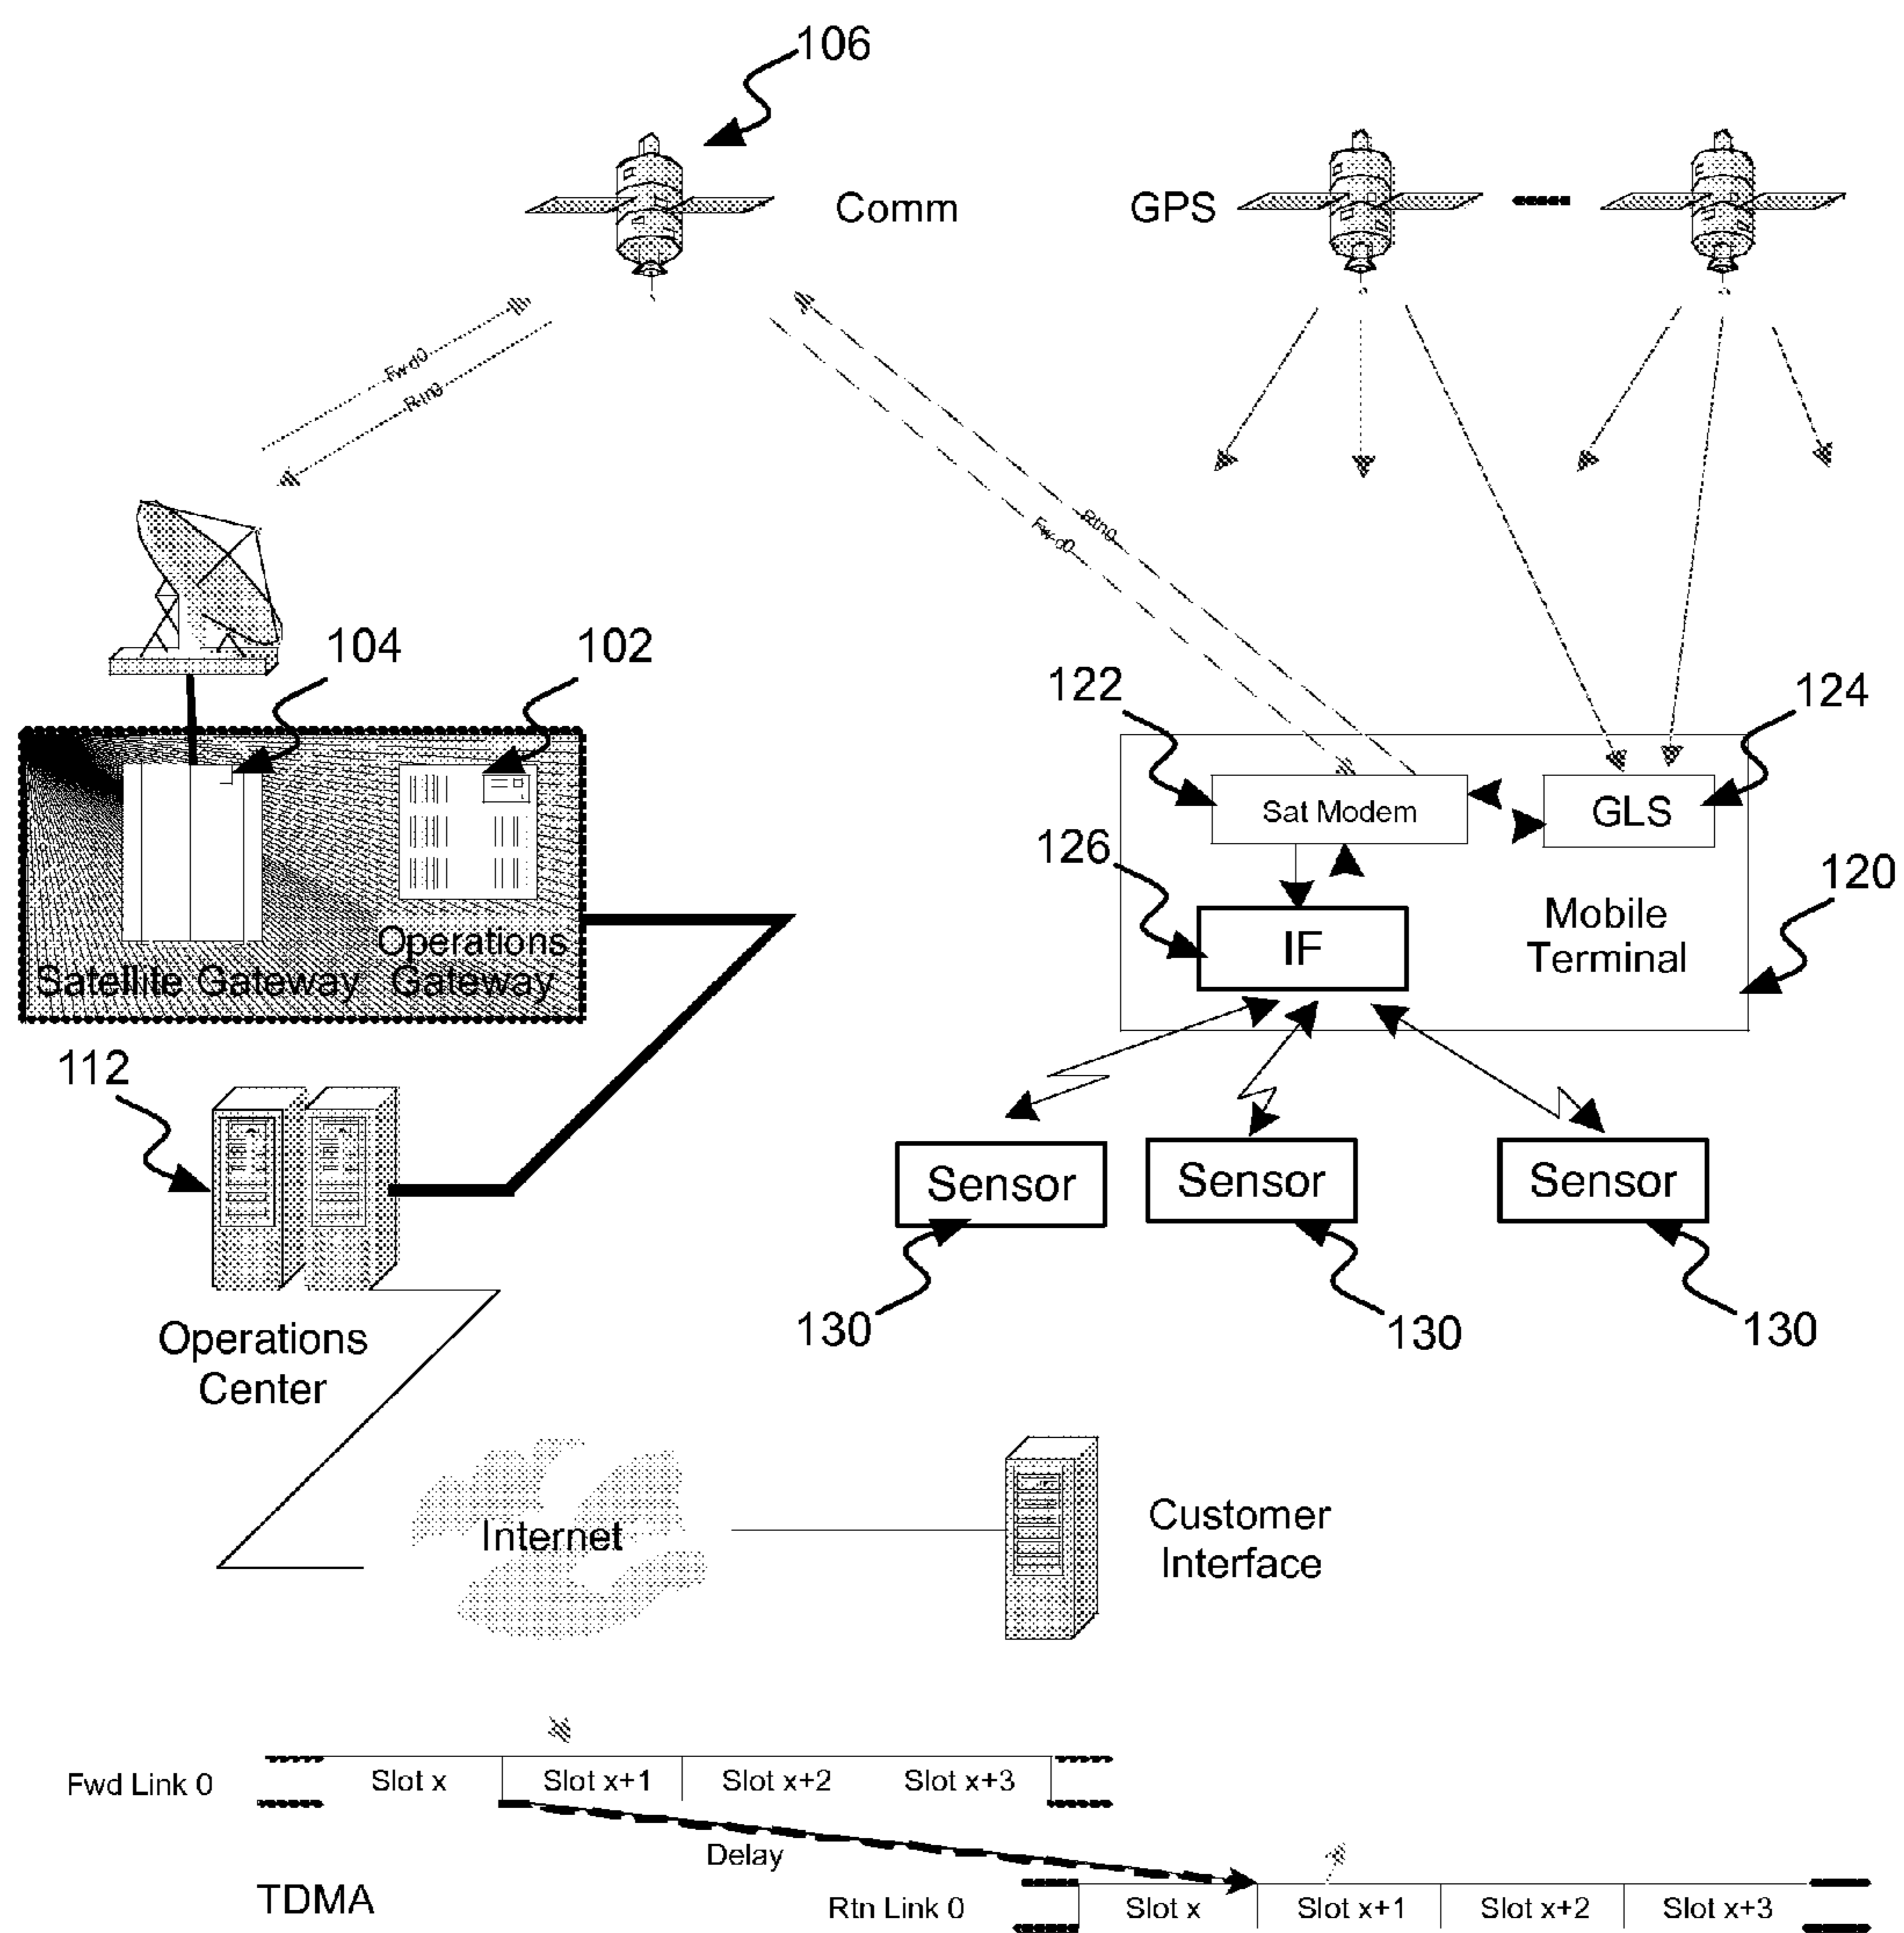 106
Comm
GPS
Fwd0
Rtn0
Rtn0
Fwd0
104
102
122
124
Sat Modem
GLS
126
120
Mobile
Terminal
IF
Operations
Gateway
Satellite Gateway
112
Sensor
Sensor
Sensor
130
130
130
Operations
Center
Internet
Customer
Interface
Fwd Link 0
Slot x
Slot x+1
Slot x+2
Slot x+3
Delay
TDMA
Rtn Link 0
Slot x
Slot x+1
Slot x+2
Slot x+3